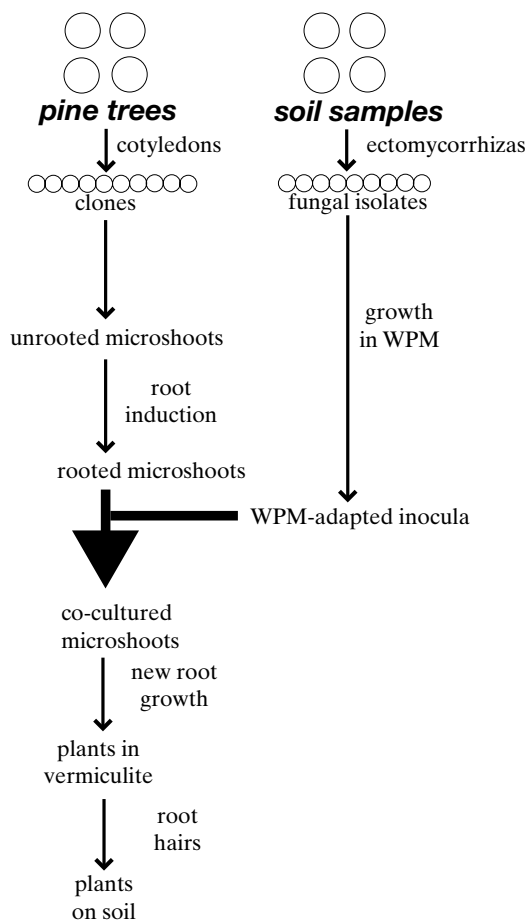 pine trees
soil samples
cotyledons
ectomycorrhizas
clones
fungal isolates
unrooted microshoots
growth
in WPM
root
induction
rooted microshoots
WPM-adapted inocula
co-cultured
microshoots
new root
growth
plants in
vermiculite
root
hairs
plants
on soil